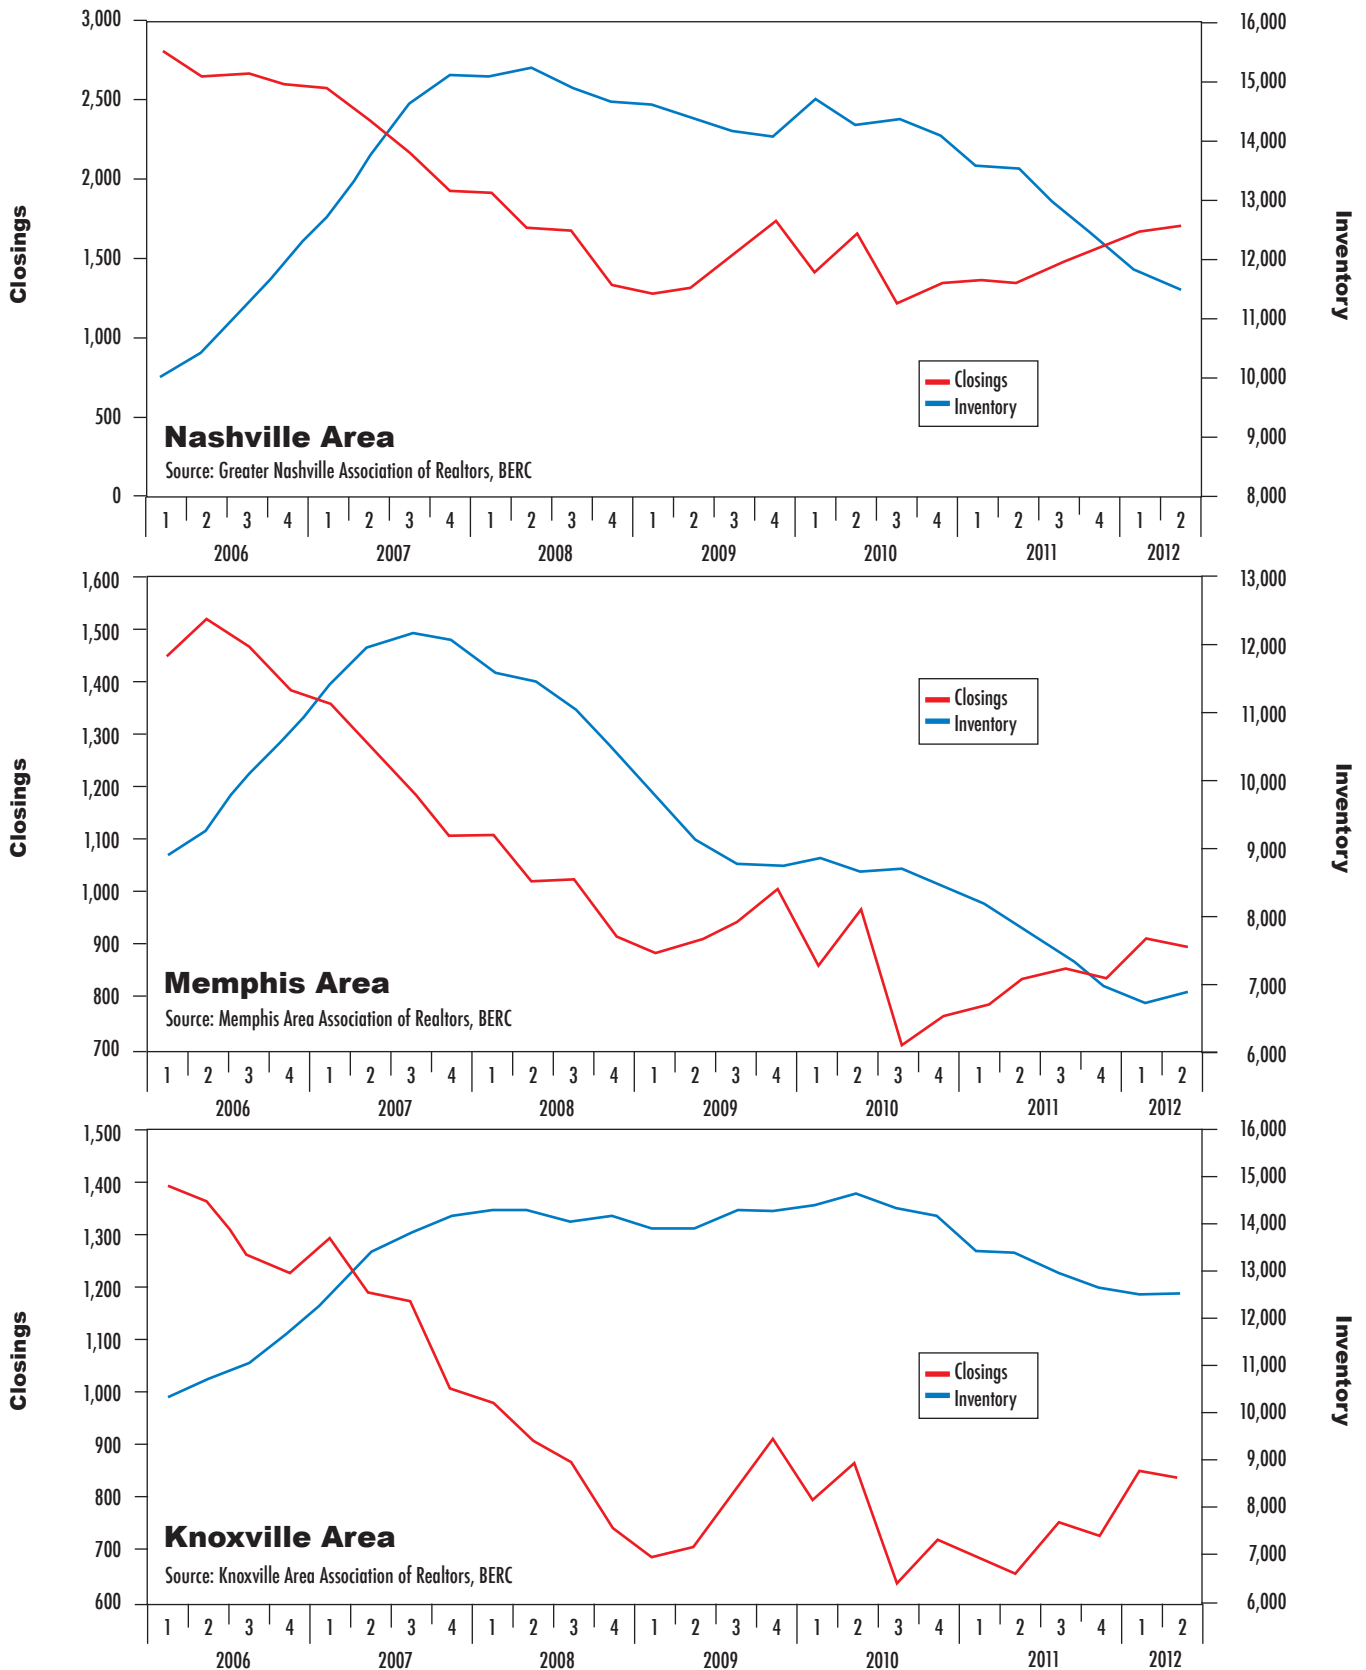 3,000
2,500
2,000
1,500
1,000
500
0
Closings
16,000
15,000
14,000
13,000
12,000
11,000
10,000
9,000
8,000
Inventory
Closings
Inventory
Nashville Area
Source: Greater Nashville Association of Realtors, BERC
1 2 3 4 1 2 3 4 1 2 3 4 1 2 3 4 1 2 3 4 1 2 3 4 1 2
2006 2007 2008 2009 2010 2011 2012
1,600
1,500
1,400
1,300
1,200
1,100
1,000
900
800
700
Closings
13,000
12,000
11,000
10,000
9,000
8,000
7,000
6,000
Inventory
Closings
Inventory
Memphis Area
Source: Memphis Area Association of Realtors, BERC
1 2 3 4 1 2 3 4 1 2 3 4 1 2 3 4 1 2 3 4 1 2 3 4 1 2
2006 2007 2008 2009 2010 2011 2012
1,500
1,400
1,300
1,200
1,100
1,000
900
800
700
600
Closings
16,000
15,000
14,000
13,000
12,000
11,000
10,000
9,000
8,000
7,000
6,000
Inventory
Closings
Inventory
Knoxville Area
Source: Knoxville Area Association of Realtors, BERC
1 2 3 4 1 2 3 4 1 2 3 4 1 2 3 4 1 2 3 4 1 2 3 4 1 2
2006 2007 2008 2009 2010 2011 2012